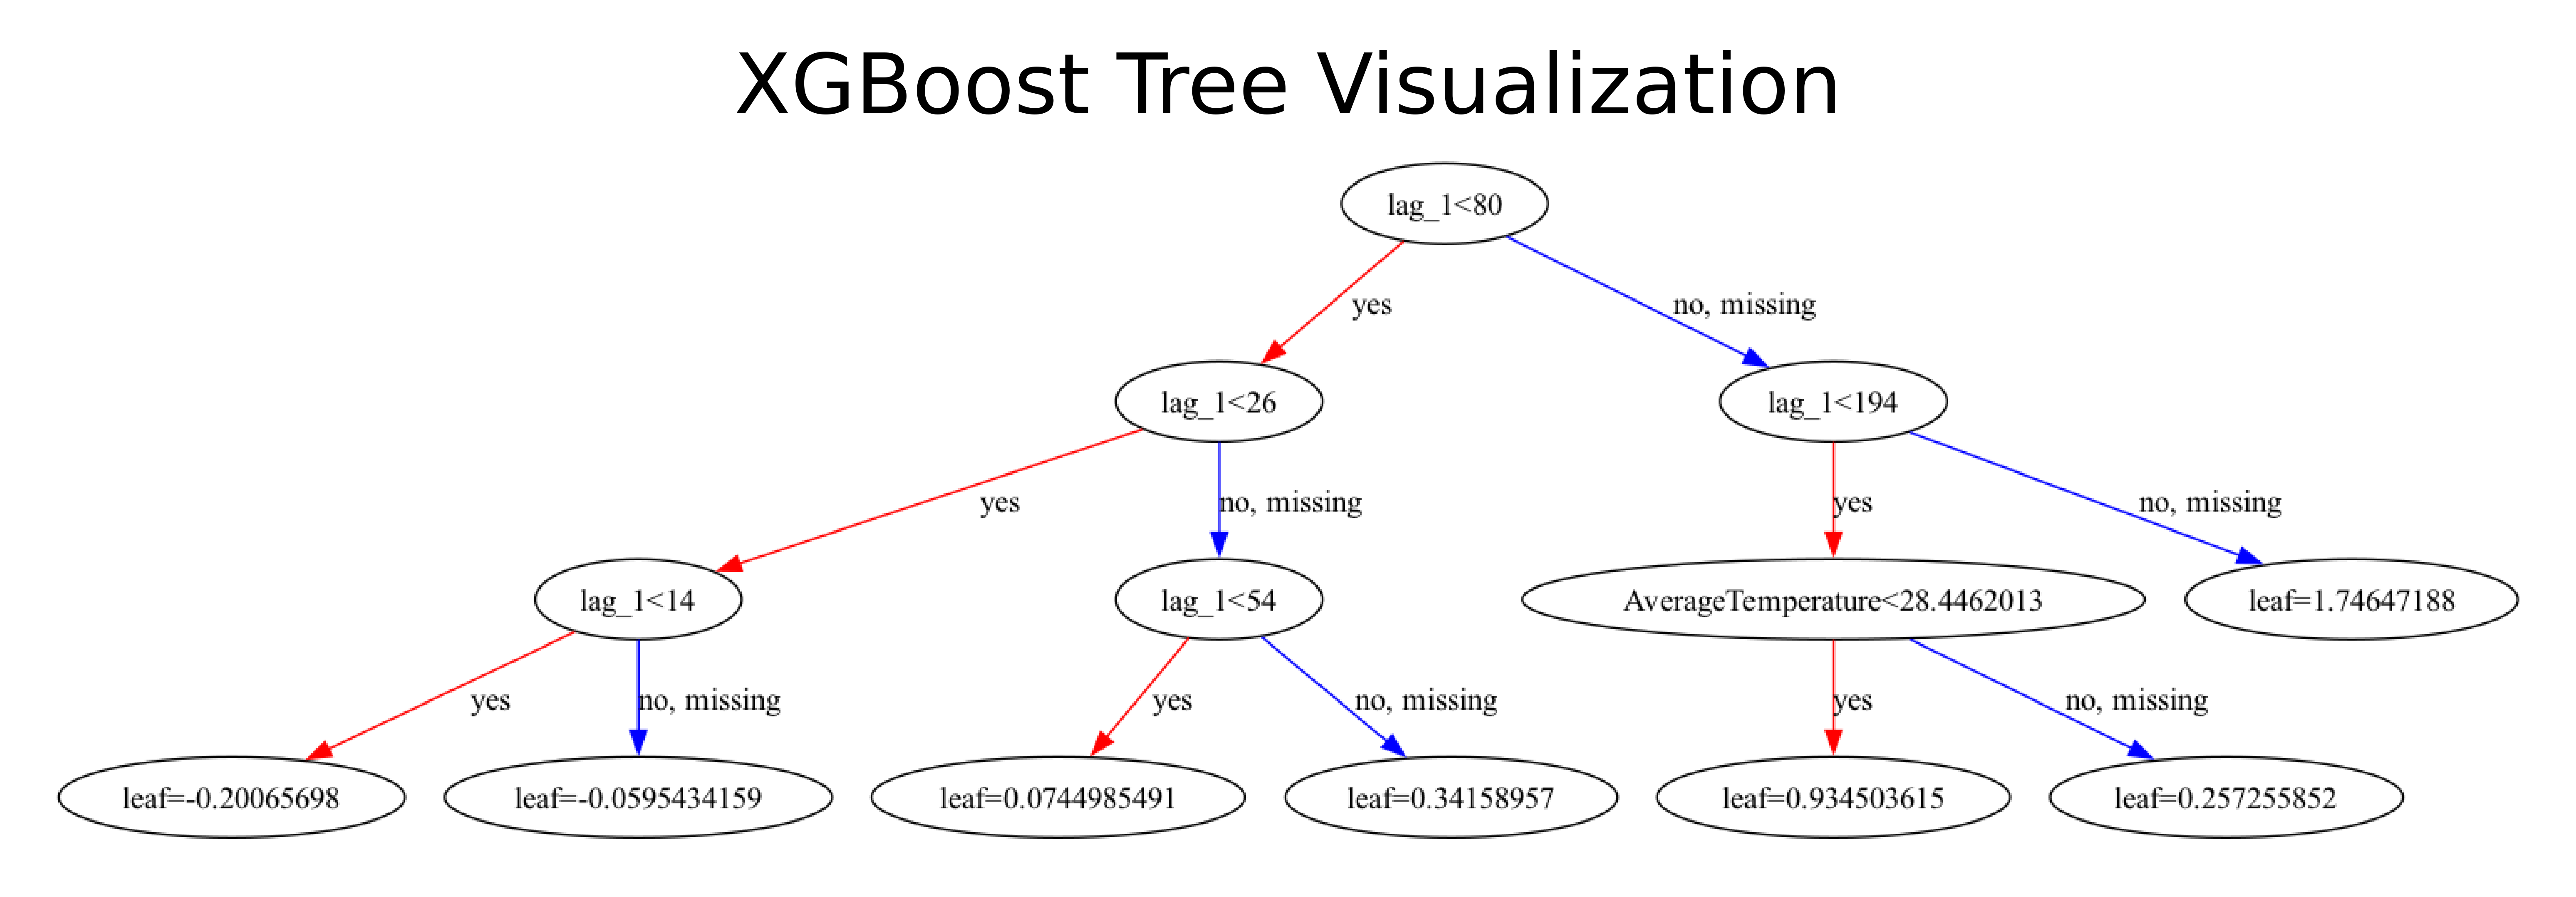 XGBoost Tree Visualization
lag_1<80
yes
no, missing
lag_1<26
lag_1<194
yes
no, missing
yes
no, missing
lag_1<14
lag_1<54
AverageTemperature<28.4462013
leaf=1.74647188
yes
no, missing
yes
no, missing
yes
no, missing
leaf=-0.20065698
leaf=-0.0595434159
leaf=0.0744985491
leaf=0.34158957
leaf=0.934503615
leaf=0.257255852